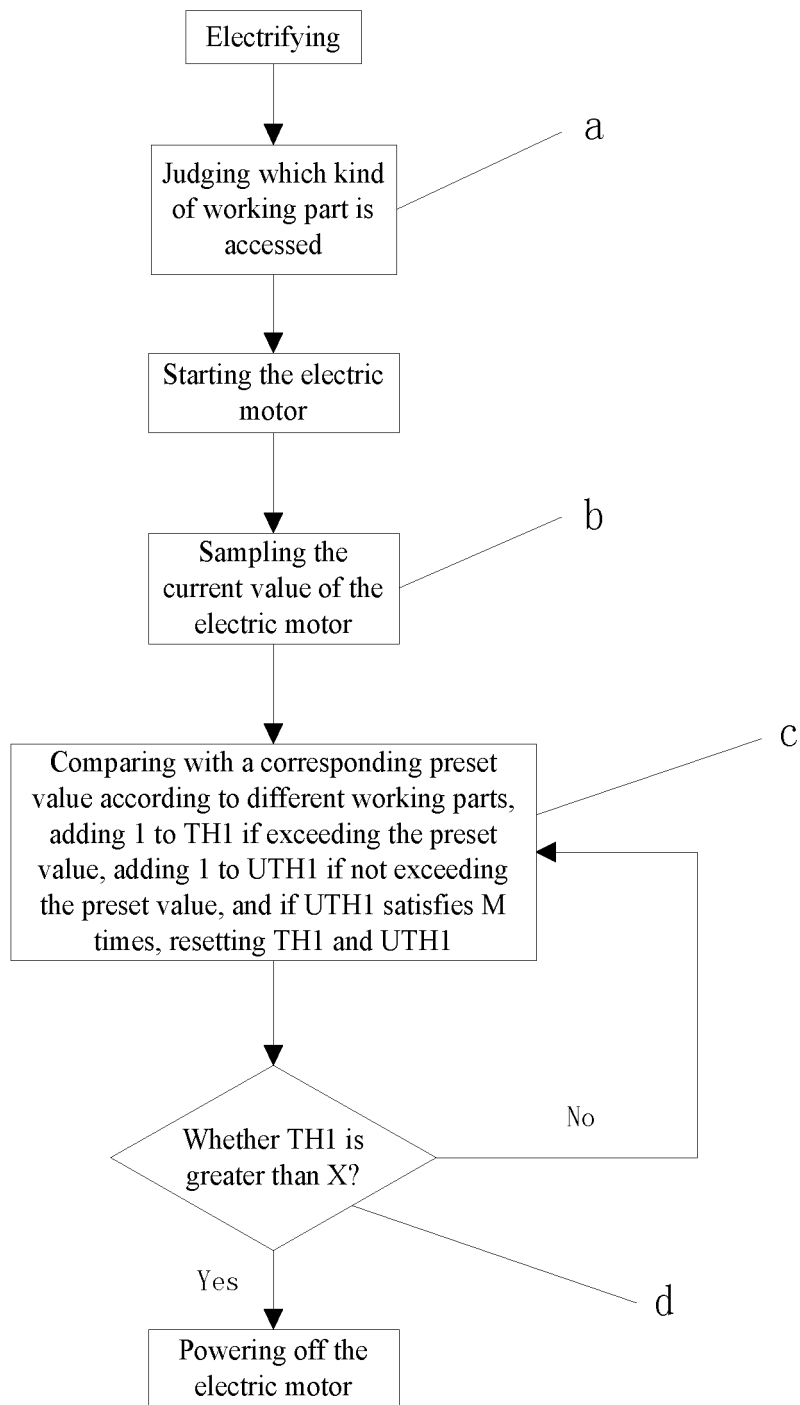 Electrifying
a
Judging which kind
of working part is
accessed
Starting the electric
motor
b
Sampling the
current value of the
electric motor
c
Comparing with a corresponding preset
value according to different working parts,
adding 1 to TH1 if exceeding the preset
value, adding 1 to UTH1 if not exceeding
the preset value, and if UTH1 satisfies M
times, resetting TH1 and UTH1
No
Whether TH1 is
greater than X?
Yes
d
Powering off the
electric motor